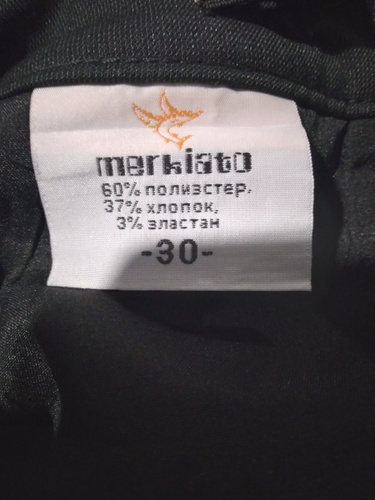 merkiato
60% полиэстер,
37% хлопок,
3% эластан
-30-